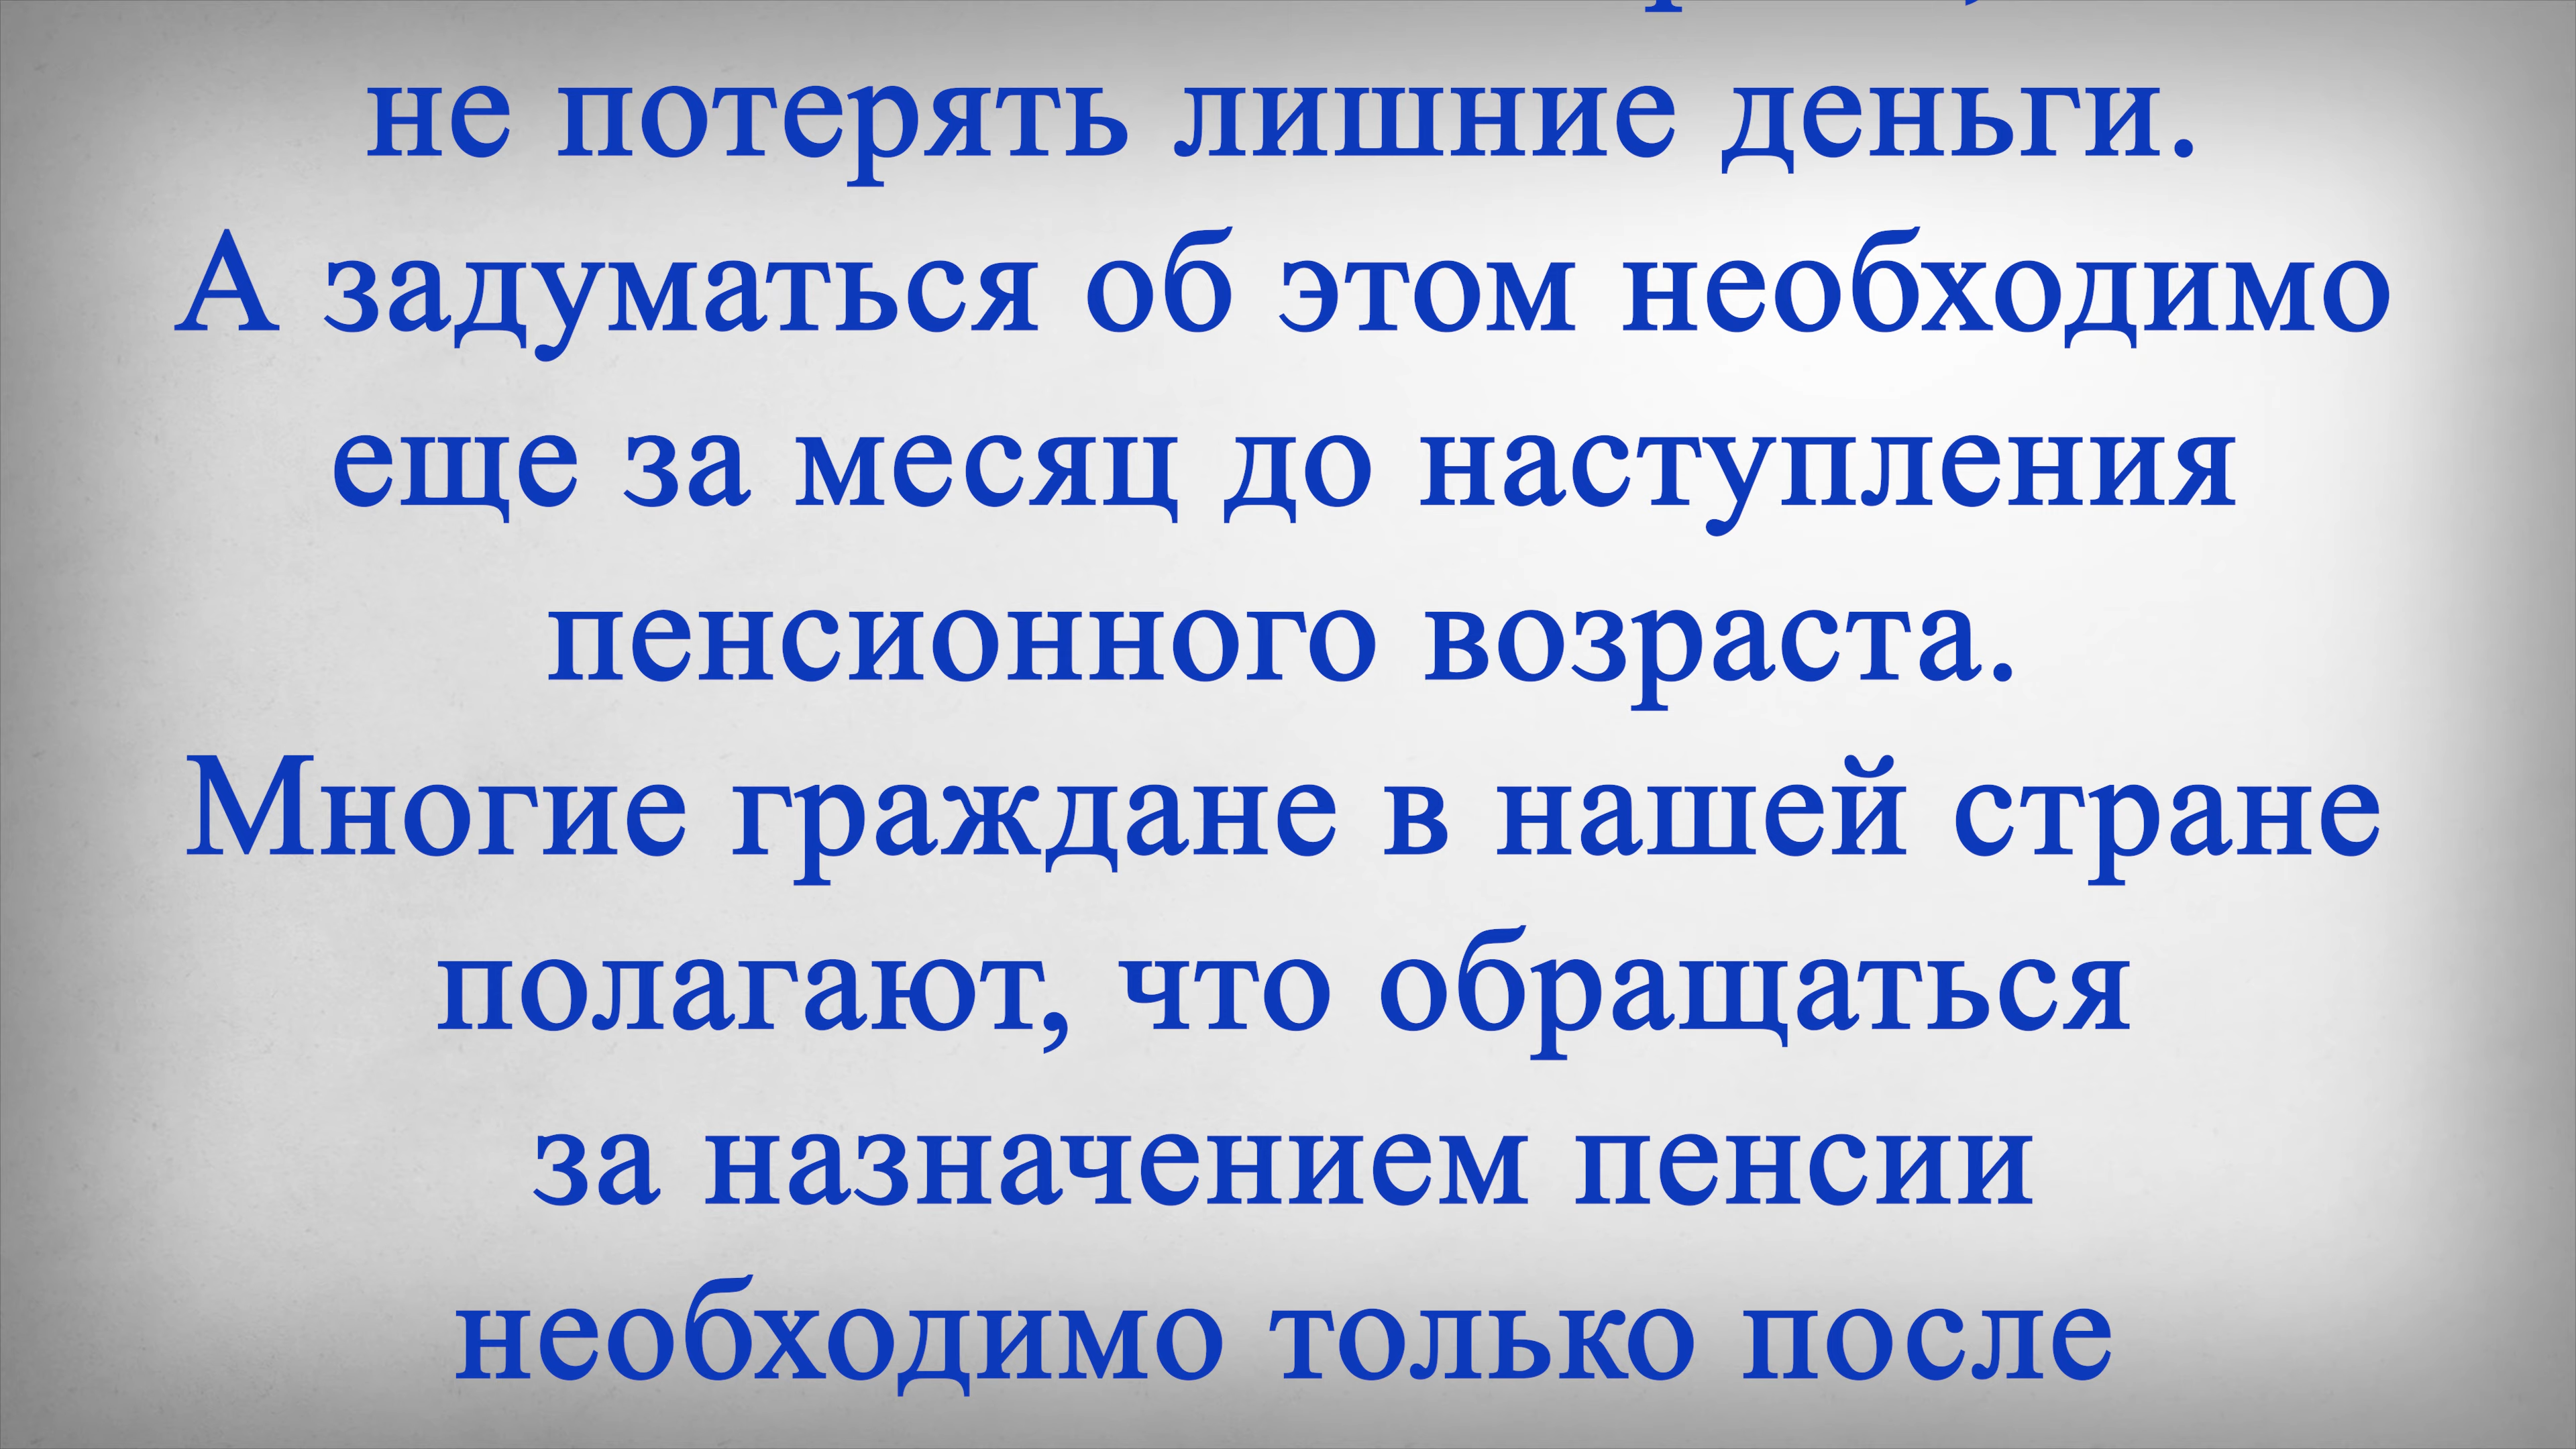 не потерять лишние деньги.
А задуматься об этом необходимо
еще за месяц до наступления
пенсионного возраста.
Многие граждане в нашей стране
полагают, что обращаться
за назначением пенсии
необходимо только после